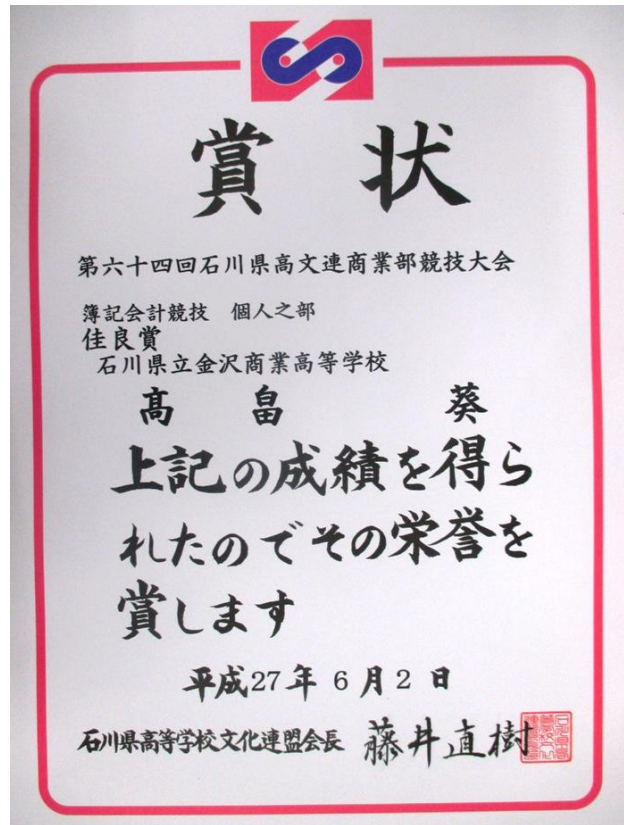 賞状
第六十四回石川県高文連商業部競技大会
簿記会計競技 個人之部
佳良賞
石川県立金沢商業高等学校
髙畠 葵
上記の成績を得ら
れたのでその栄誉を
賞します
平成27年6月2日
石川県高等学校文化連盟会長 藤井直樹